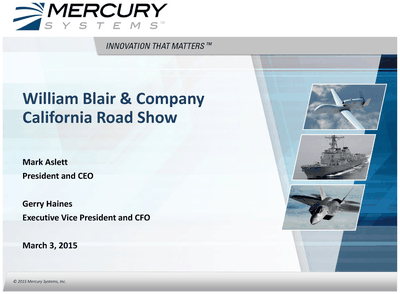 MERCURY
SYSTEMS™
INNOVATION THAT MATTERS™
William Blair & Company
California Road Show
Mark Aslett
President and CEO
Gerry Haines
Executive Vice President and CFO
March 3, 2015
© 2015 Mercury Systems, Inc.